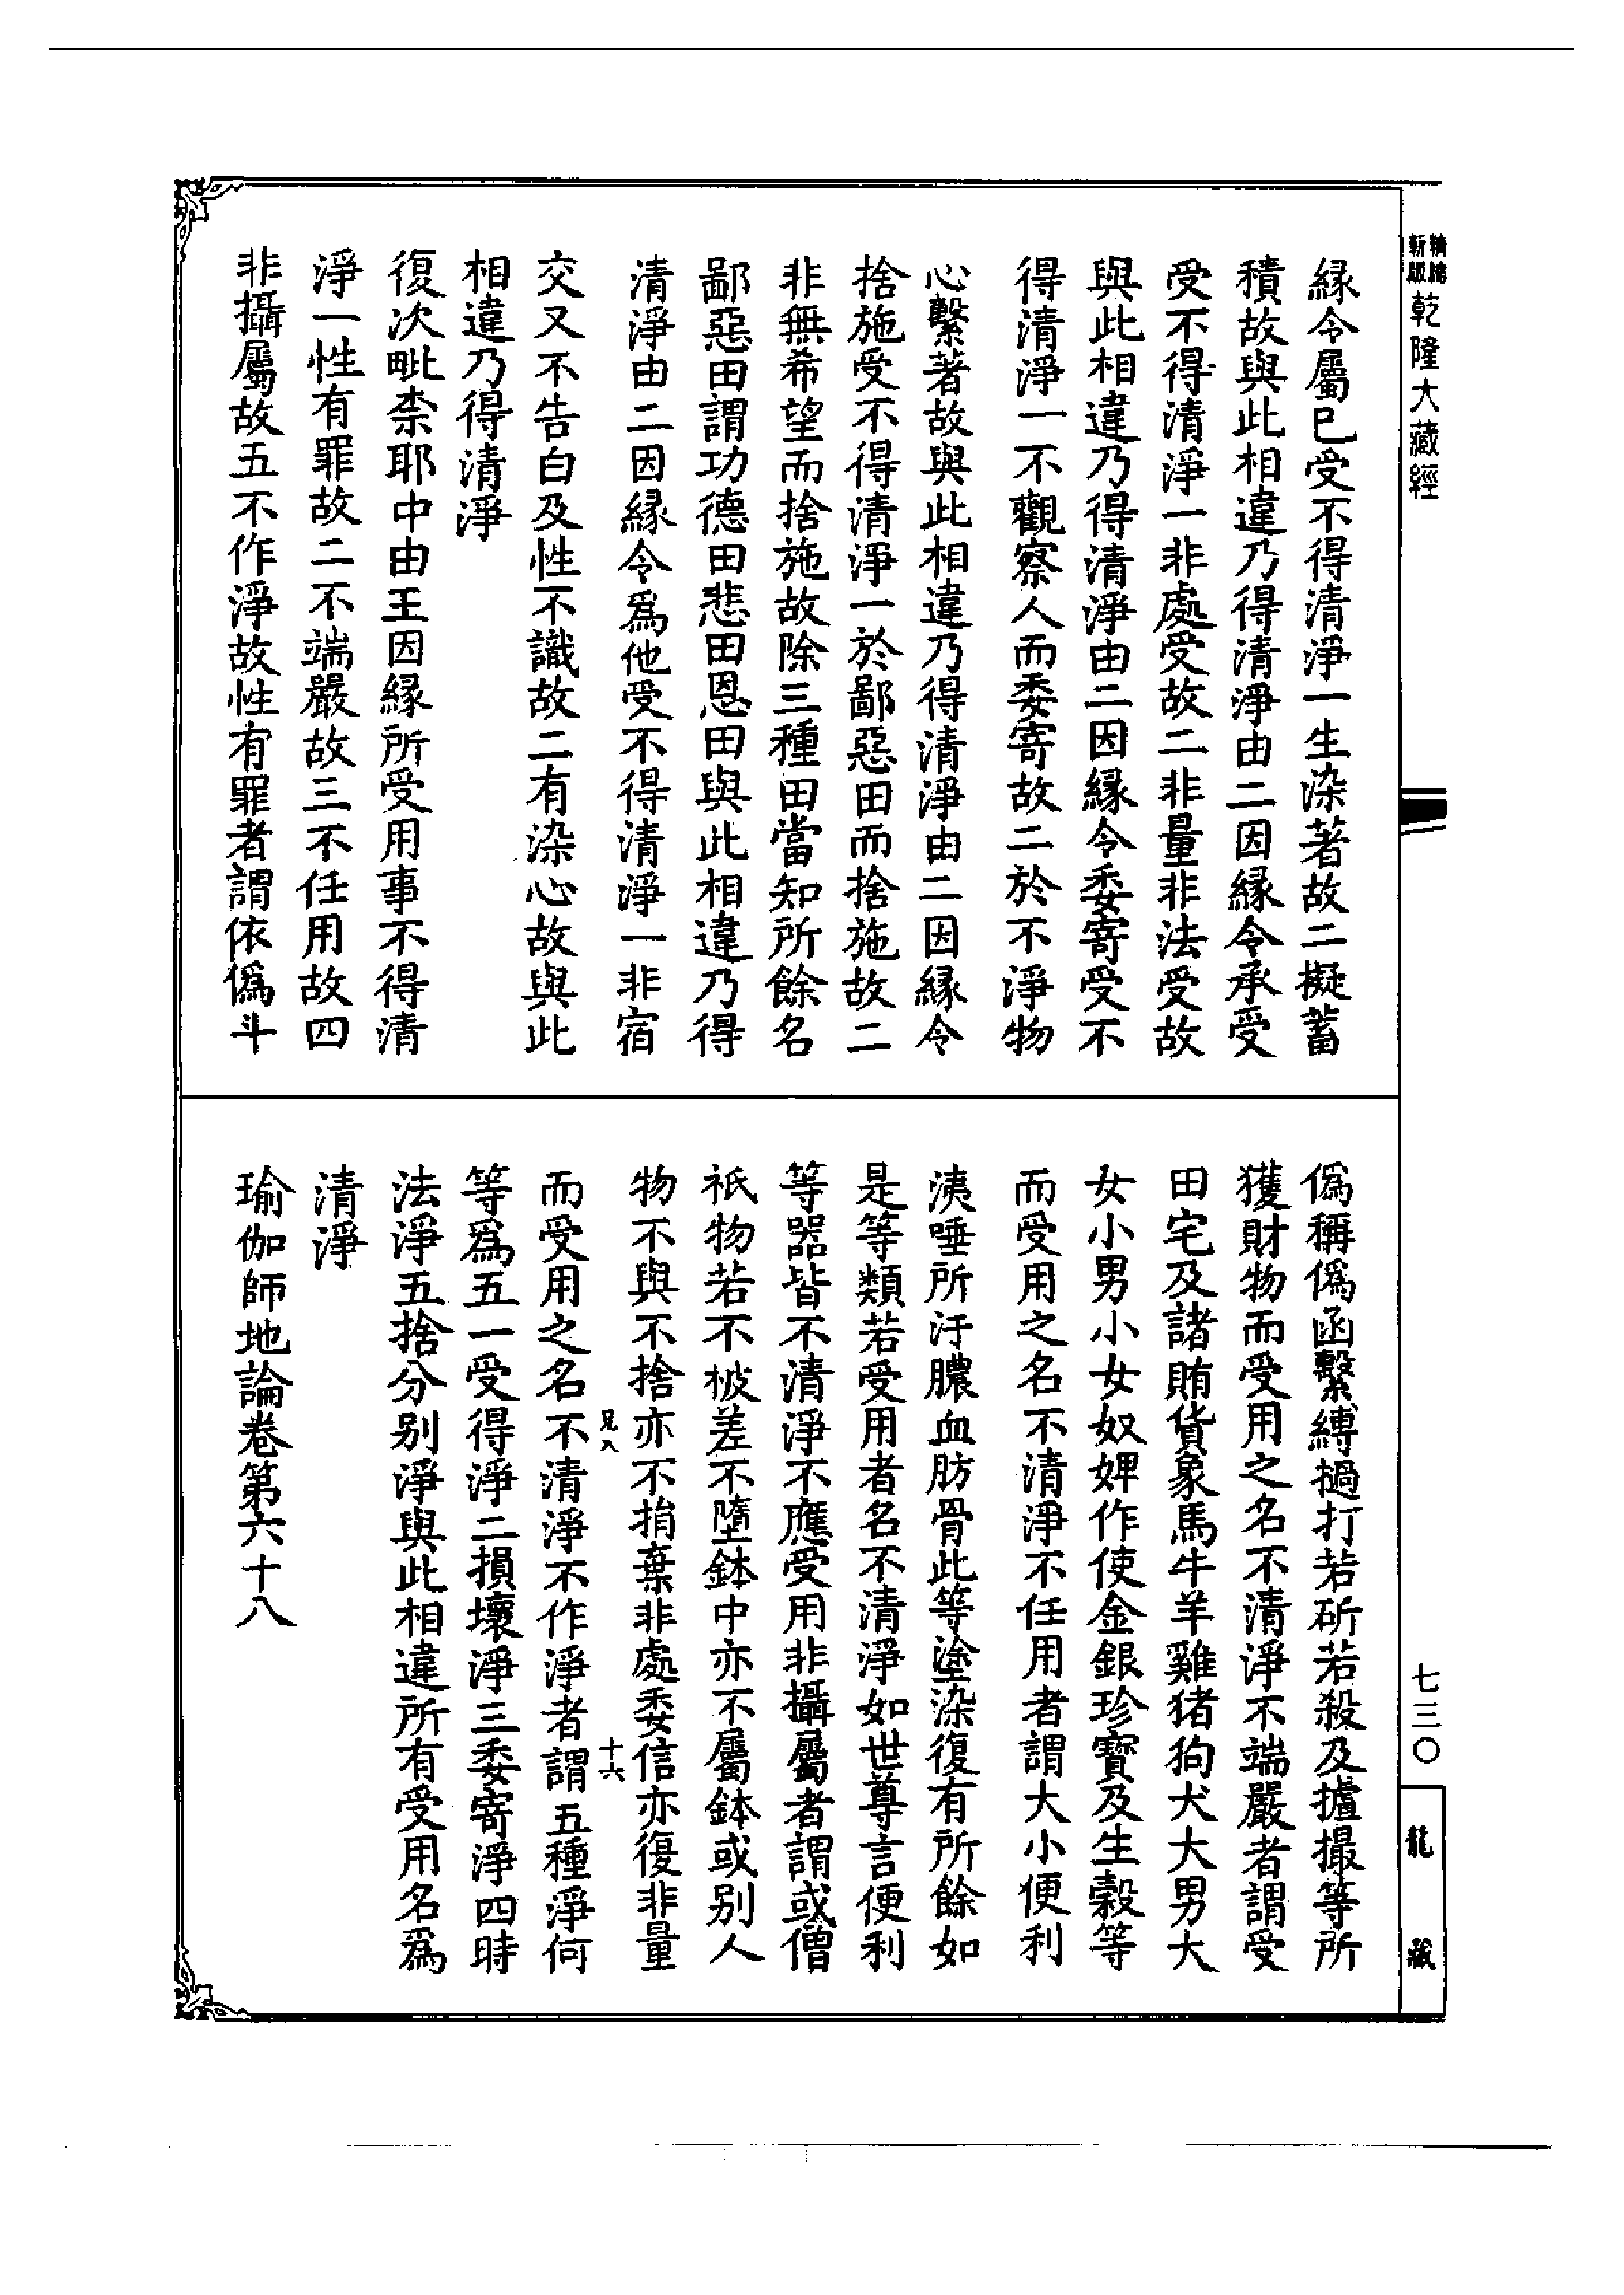 精縮新版乾隆大藏經
緣令屬已受不得清淨一生染著故二擬蓄
積故與此相違乃得清淨由二因緣令承受
受不得清淨一非處受故二非量非法受故
與此相違乃得清淨由二因緣令委寄受不
得清淨一不觀察人而委寄故二於不淨物
心繫著故與此相違乃得清淨由二因緣令
捨施受不得清淨一於鄙惡田而捨施故二
非無希望而捨施故除三種田當知所餘名
鄙惡田謂功德田悲田恩田與此相違乃得
清淨由二因緣令爲他受不得清淨一非宿
交又不告白及性不識故二有染心故與此
相違乃得清淨
復次毗柰耶中由王因緣所受用事不得清
淨一性有罪故二不端嚴故三不任用故四
非攝屬故五不作淨故性有罪者謂依僞斗
僞稱僞函繫縛撾打若斫若殺及攎撮等所
獲財物而受用之名不清淨不端嚴者謂受
田宅及諸賄貨象馬牛羊雞猪狗犬大男大
女小男小女奴婢作使金銀珍寶及生穀等
而受用之名不清淨不任用者謂大小便利
洟唾所汙膿血肪骨此等塗染復有所餘如
是等類若受用者名不清淨如世尊言便利
等器皆不清淨不應受用非攝屬者謂或僧
祇物若不被差不墮鉢中亦不屬鉢或别人
物不與不捨亦不捐棄非處委信亦復非量
而受用之名不清淨不作淨者謂五種淨何
等爲五一受得淨二損壞淨三委寄淨四時
法淨五捨分别淨與此相違所有受用名爲
清淨
瑜伽師地論卷第六十八
十六
七三〇
龍藏